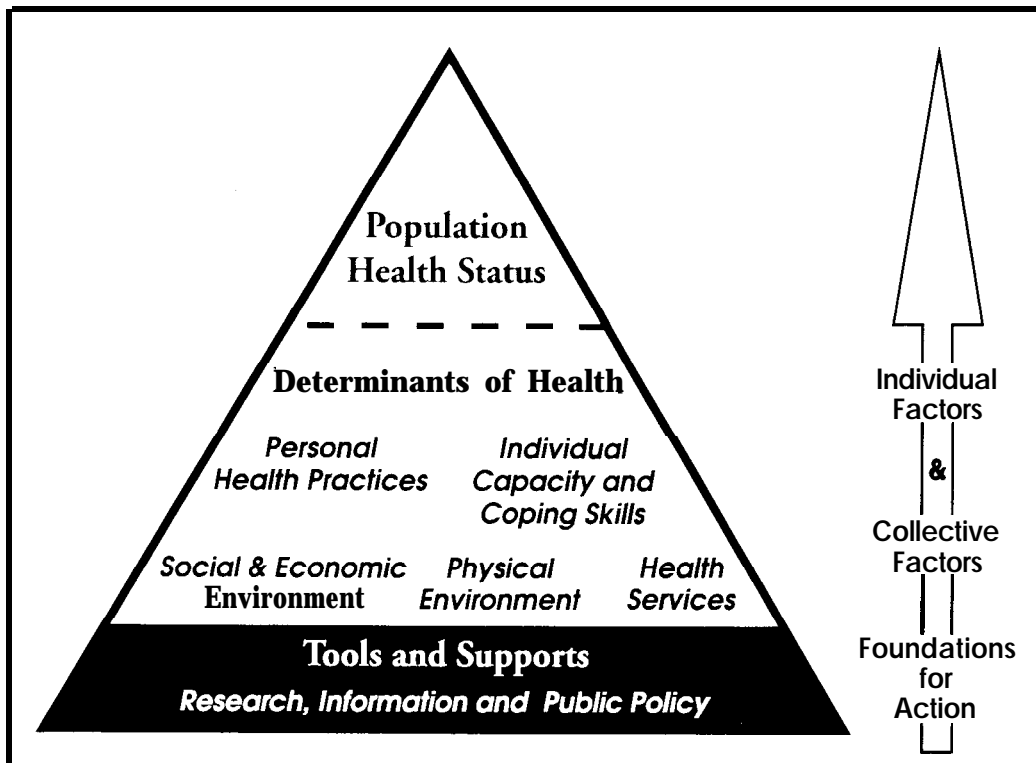 Population
Health Status
Determinants of Health
Personal
Health Practices
Individual
Capacity and
Coping Skills
Social & Economic
Environment
Physical
Environment
Health
Services
Tools and Supports
Research, Information and Public Policy
Individual
Factors
&
Collective
Factors
Foundations
for
Action